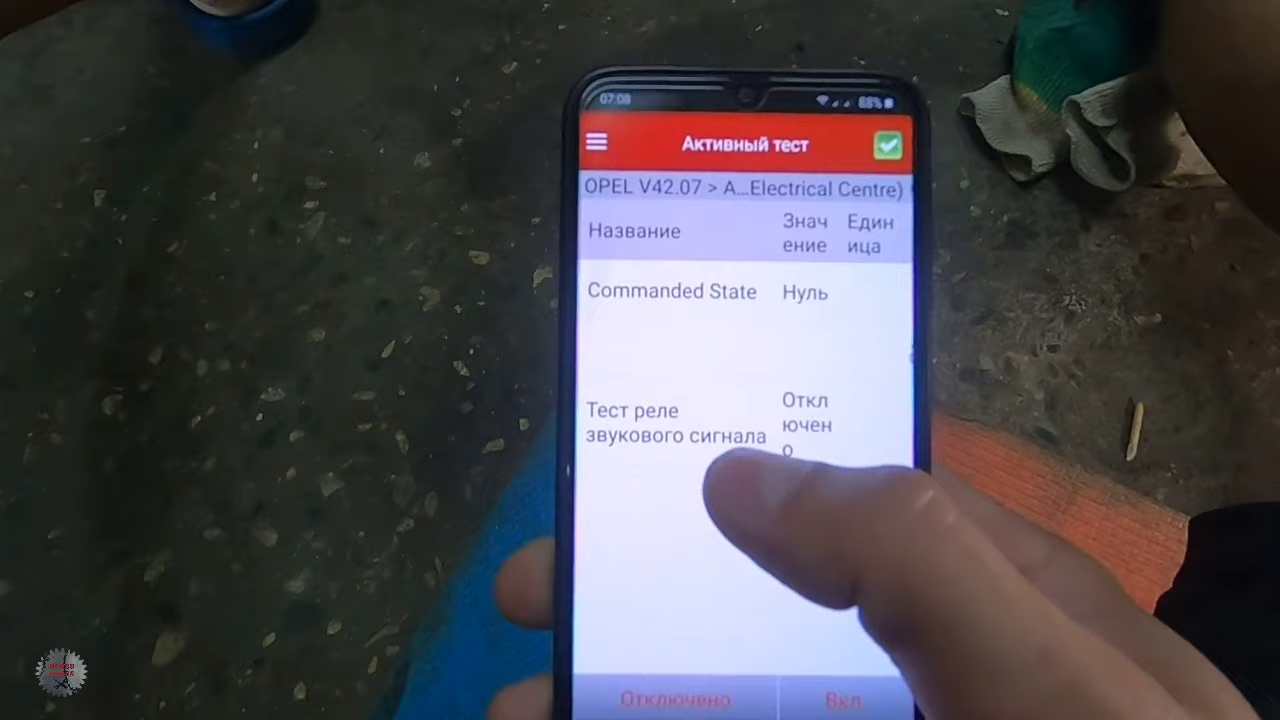 07:08
68%
Активный тест
OPEL V42.07 > A...Electrical Centre)
Название
Знач
ение
Един
ица
Commanded State
Нуль
Тест реле
звукового сигнала
Откл
ючен
о
Отключено
Вкл